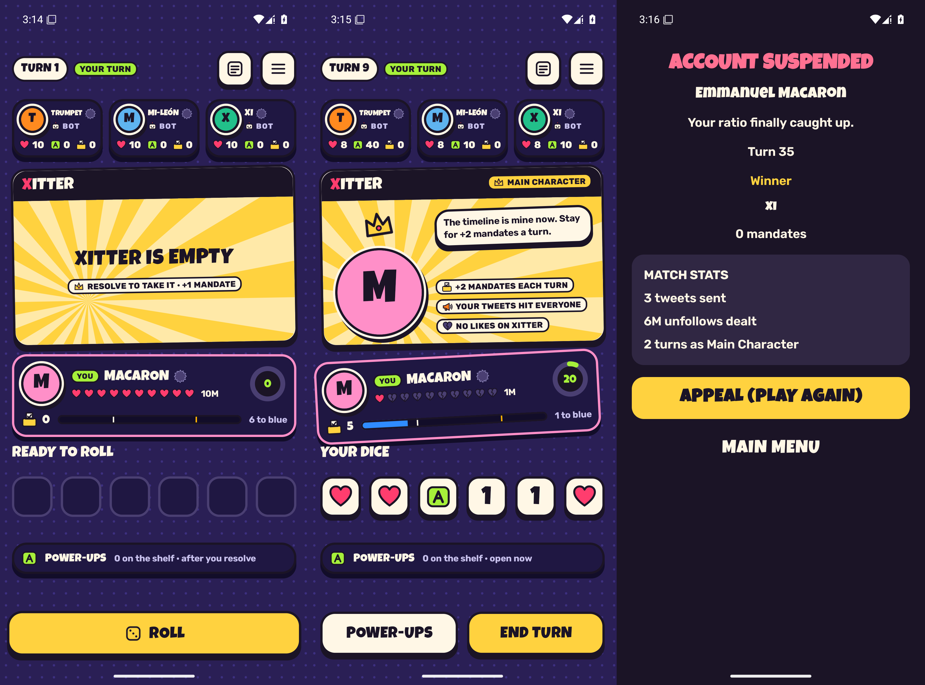 3:14
TURN 1
YOUR TURN
T
TRUMPET
BOT
10 A 0 0
M
MI-LEÓN
BOT
10 A 0 0
X
XI
BOT
10 A 0 0
XITTER
XITTER IS EMPTY
RESOLVE TO TAKE IT • +1 MANDATE
M
YOU MACARON
10M
0
0
6 to blue
READY TO ROLL
A POWER-UPS 0 on the shelf • after you resolve
ROLL
3:15
TURN 9
YOUR TURN
T
TRUMPET
BOT
8 A 40 0
M
MI-LEÓN
BOT
8 A 10 0
X
XI
BOT
8 A 10 0
XITTER
MAIN CHARACTER
The timeline is mine now. Stay
for +2 mandates a turn.
M
+2 MANDATES EACH TURN
YOUR TWEETS HIT EVERYONE
NO LIKES ON XITTER
M
YOU MACARON
1M
20
5
1 to blue
YOUR DICE
A 1 1
A POWER-UPS 0 on the shelf • open now
POWER-UPS
END TURN
3:16
ACCOUNT SUSPENDED
Emmanuel MACARON
Your ratio finally caught up.
Turn 35
Winner
XI
0 mandates
MATCH STATS
3 tweets sent
6M unfollows dealt
2 turns as Main Character
APPEAL (PLAY AGAIN)
MAIN MENU